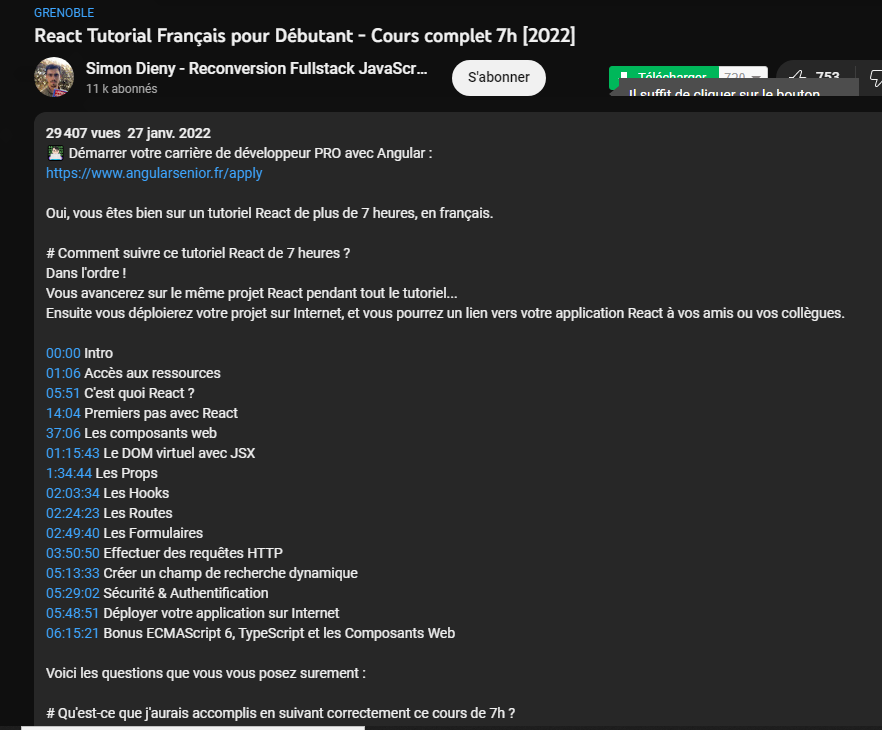 GRENOBLE
React Tutorial Français pour Débutant - Cours complet 7h [2022]
Simon Dieny - Reconversion Fullstack JavaScr...
11 k abonnés
S'abonner
Télécharger 720
753
Il suffit de cliquer sur le bouton
29 407 vues 27 janv. 2022
Démarrer votre carrière de développeur PRO avec Angular :
https://www.angularsenior.fr/apply
Oui, vous êtes bien sur un tutoriel React de plus de 7 heures, en français.
# Comment suivre ce tutoriel React de 7 heures ?
Dans l'ordre !
Vous avancerez sur le même projet React pendant tout le tutoriel...
Ensuite vous déploierez votre projet sur Internet, et vous pourrez un lien vers votre application React à vos amis ou vos collègues.
00:00 Intro
01:06 Accès aux ressources
05:51 C'est quoi React ?
14:04 Premiers pas avec React
37:06 Les composants web
01:15:43 Le DOM virtuel avec JSX
1:34:44 Les Props
02:03:34 Les Hooks
02:24:23 Les Routes
02:49:40 Les Formulaires
03:50:50 Effectuer des requêtes HTTP
05:13:33 Créer un champ de recherche dynamique
05:29:02 Sécurité & Authentification
05:48:51 Déployer votre application sur Internet
06:15:21 Bonus ECMAScript 6, TypeScript et les Composants Web
Voici les questions que vous vous posez surement :
# Qu'est-ce que j'aurais accomplis en suivant correctement ce cours de 7h ?